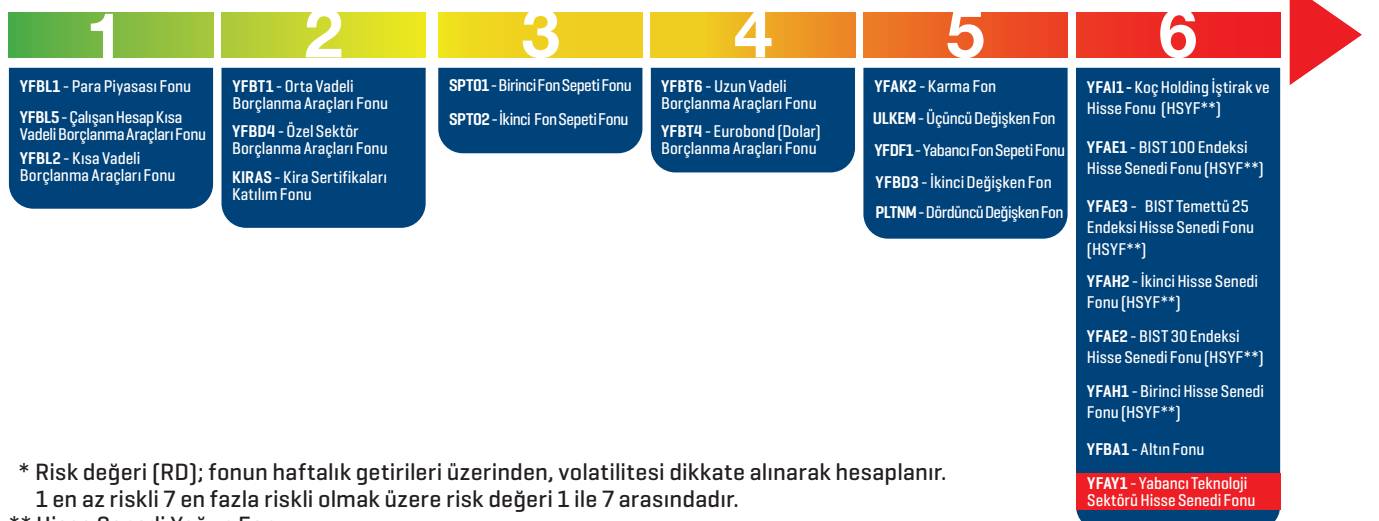 1
2
3
4
5
6
YFBL1 - Para Piyasası Fonu
YFBL5 - Çalışan Hesap Kısa
Vadeli Borçlanma Araçları Fonu
YFBL2 - Kısa Vadeli
Borçlanma Araçları Fonu
YFBT1 - Orta Vadeli
Borçlanma Araçları Fonu
YFBD4 - Özel Sektör
Borçlanma Araçları Fonu
KIRAS - Kira Sertifikaları
Katılım Fonu
SPT01 - Birinci Fon Sepeti Fonu
SPT02 - İkinci Fon Sepeti Fonu
YFBT6 - Uzun Vadeli
Borçlanma Araçları Fonu
YFBT4 - Eurobond (Dolar)
Borçlanma Araçları Fonu
YFAK2 - Karma Fon
ULKEM - Üçüncü Değişken Fon
YFDF1 - Yabancı Fon Sepeti Fonu
YFBD3 - İkinci Değişken Fon
PLTNM - Dördüncü Değişken Fon
YFAI1 - Koç Holding İştirak ve
Hisse Fonu (HSYF**)
YFAE1 - BIST 100 Endeksi
Hisse Senedi Fonu (HSYF**)
YFAE3 - BIST Temettü 25
Endeksi Hisse Senedi Fonu
(HSYF**)
YFAH2 - İkinci Hisse Senedi
Fonu (HSYF**)
YFAE2 - BIST 30 Endeksi
Hisse Senedi Fonu (HSYF**)
YFAH1 - Birinci Hisse Senedi
Fonu (HSYF**)
YFBA1 - Altın Fonu
YFAY1 - Yabancı Teknoloji
Sektörü Hisse Senedi Fonu
* Risk değeri (RD); fonun haftalık getirileri üzerinden, volatilitesi dikkate alınarak hesaplanır.
1 en az riskli 7 en fazla riskli olmak üzere risk değeri 1 ile 7 arasındadır.